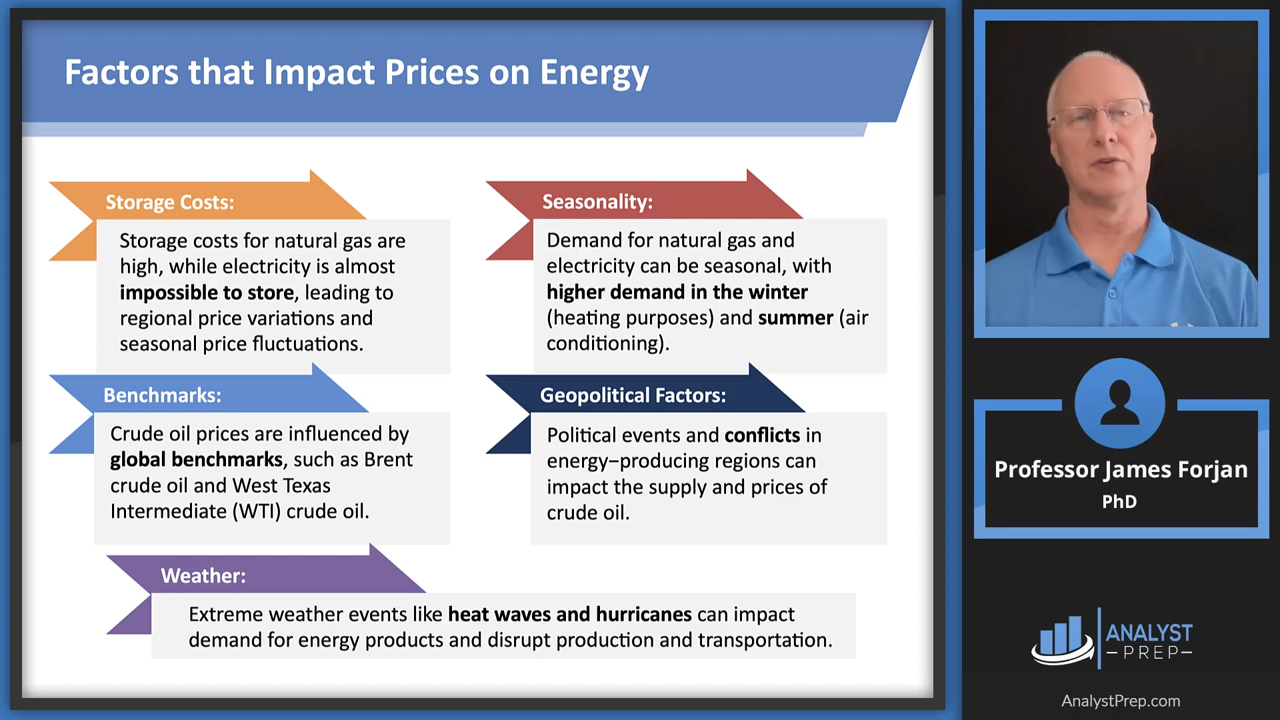 Factors that Impact Prices on Energy
Storage Costs:
Storage costs for natural gas are
high, while electricity is almost
impossible to store, leading to
regional price variations and
seasonal price fluctuations.
Seasonality:
Demand for natural gas and
electricity can be seasonal, with
higher demand in the winter
(heating purposes) and summer (air
conditioning).
Benchmarks:
Crude oil prices are influenced by
global benchmarks, such as Brent
crude oil and West Texas
Intermediate (WTI) crude oil.
Geopolitical Factors:
Political events and conflicts in
energy–producing regions can
impact the supply and prices of
crude oil.
Weather:
Extreme weather events like heat waves and hurricanes can impact
demand for energy products and disrupt production and transportation.
Professor James Forjan
PhD
ANALYST
–PREP–
AnalystPrep.com